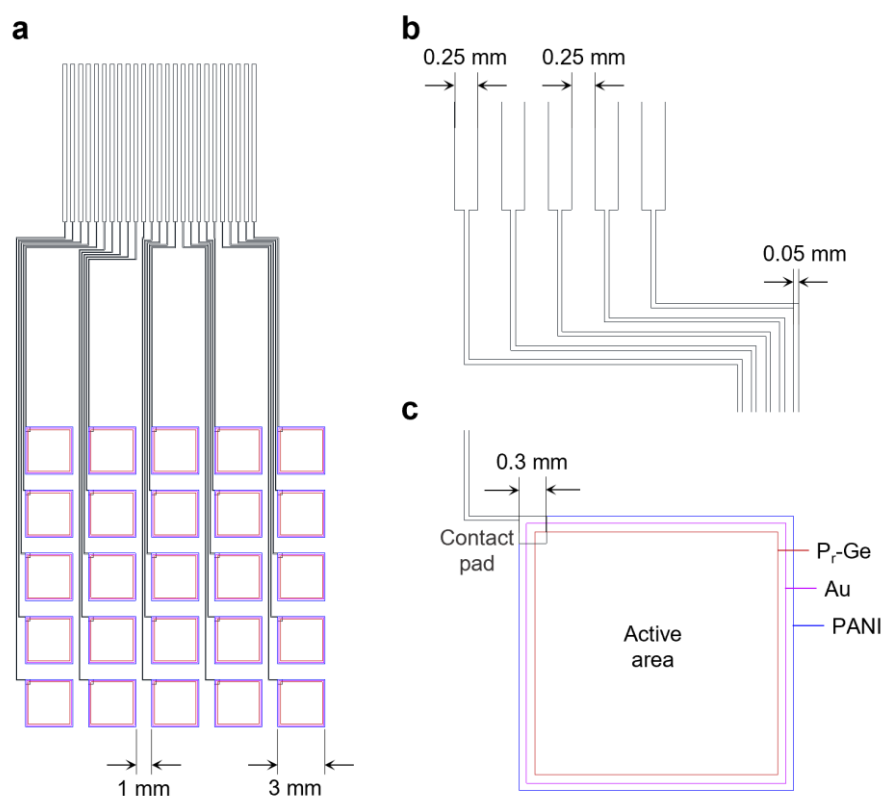 a
1 mm
3 mm
b
0.25 mm
0.25 mm
0.05 mm
c
0.3 mm
Contact
pad
Active
area
Pr-Ge
Au
PANI